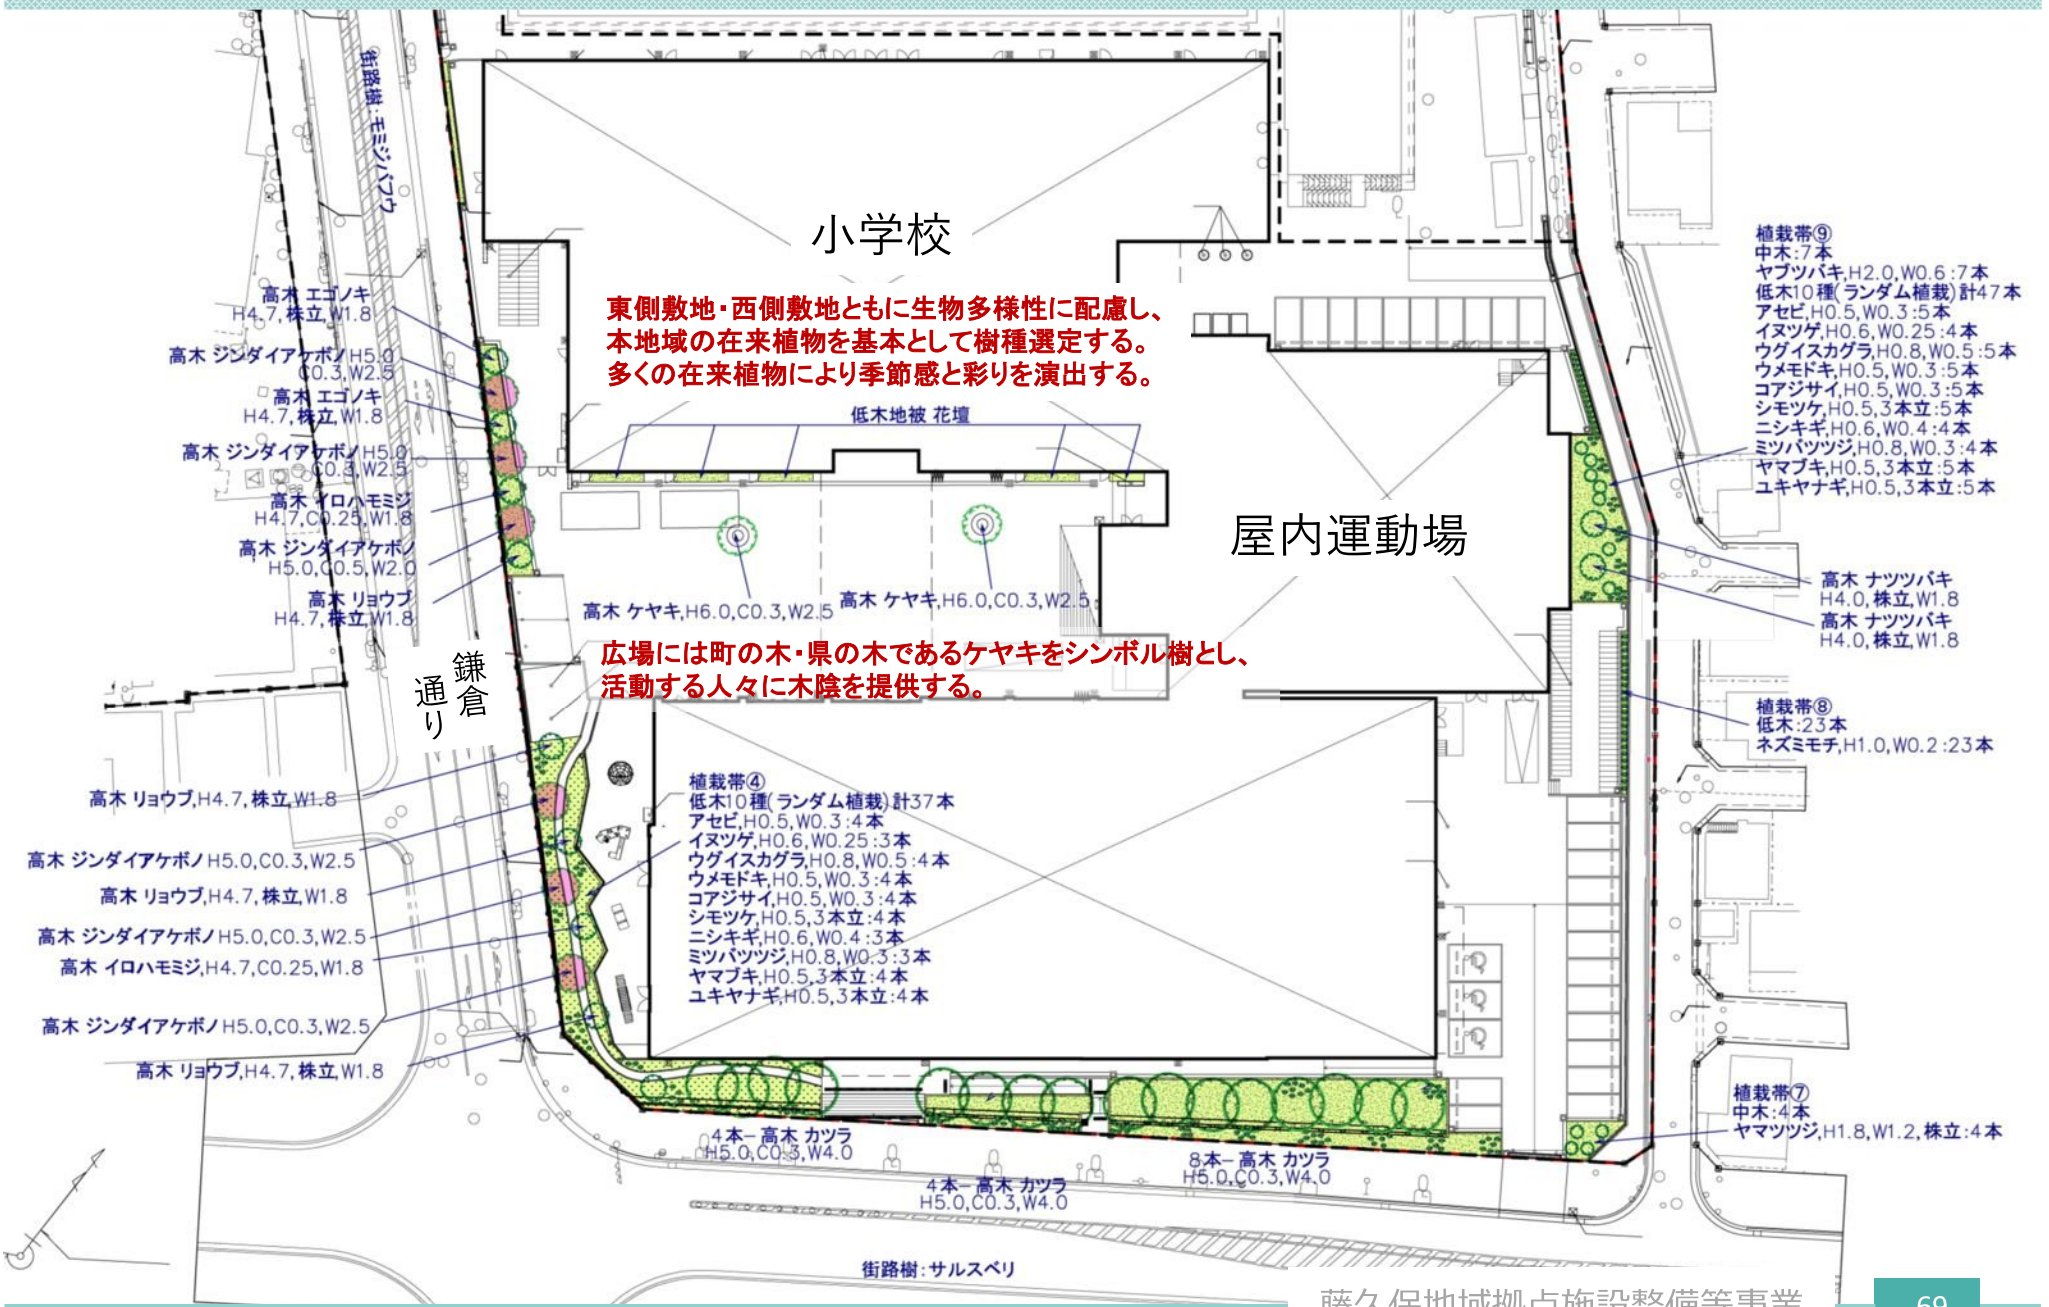 街路樹:モミジバフウ
小学校
東側敷地・西側敷地ともに生物多様性に配慮し、
本地域の在来植物を基本として樹種選定する。
多くの在来植物により季節感と彩りを演出する。
低木地被 花壇
高木 エゴノキ
H4.7,株立,W1.8
高木 ジンダイアケボノH5.0
C0.3,W2.5
高木 エゴノキ
H4.7,株立,W1.8
高木 ジンダイアケボノH5.0
C0.3,W2.5
高木 イロハモミジ
H4.7,C0.25,W1.8
高木 ジンダイアケボノ
H5.0,C0.5,W2.0
高木 リョウブ
H4.7,株立,W1.8
屋内運動場
高木 ケヤキ,H6.0,C0.3,W2.5
高木 ケヤキ,H6.0,C0.3,W2.5
広場には町の木・県の木であるケヤキをシンボル樹とし、
活動する人々に木陰を提供する。
鎌倉
通り
植栽帯⑨
中木:7本
ヤブツバキ,H2.0,W0.6:7本
低木10種(ランダム植栽)計47本
アセビ,H0.5,W0.3:5本
イヌツゲ,H0.6,W0.25:4本
ウグイスカグラ,H0.8,W0.5:5本
ウメモドキ,H0.5,W0.3:5本
コアジサイ,H0.5,W0.3:5本
シモツケ,H0.5,3本立:5本
ニシキギ,H0.6,W0.4:4本
ミツバツツジ,H0.8,W0.3:4本
ヤマブキ,H0.5,3本立:5本
ユキヤナギ,H0.5,3本立:5本
高木 ナツツバキ
H4.0,株立,W1.8
高木 ナツツバキ
H4.0,株立,W1.8
植栽帯⑧
低木:23本
ネズミモチ,H1.0,W0.2:23本
高木 リョウブ,H4.7,株立,W1.8
高木 ジンダイアケボノH5.0,C0.3,W2.5
高木 リョウブ,H4.7,株立,W1.8
高木 ジンダイアケボノH5.0,C0.3,W2.5
高木 イロハモミジ,H4.7,C0.25,W1.8
高木 ジンダイアケボノH5.0,C0.3,W2.5
高木 リョウブ,H4.7,株立,W1.8
植栽帯④
低木10種(ランダム植栽)計37本
アセビ,H0.5,W0.3:4本
イヌツゲ,H0.6,W0.25:3本
ウグイスカグラ,H0.8,W0.5:4本
ウメモドキ,H0.5,W0.3:4本
コアジサイ,H0.5,W0.3:4本
シモツケ,H0.5,3本立:4本
ニシキギ,H0.6,W0.4:3本
ミツバツツジ,H0.8,W0.3:3本
ヤマブキ,H0.5,3本立:4本
ユキヤナギ,H0.5,3本立:4本
植栽帯⑦
中木:4本
ヤマツツジ,H1.8,W1.2,株立:4本
4本-高木 カツラ
H5.0,C0.3,W4.0
4本-高木 カツラ
H5.0,C0.3,W4.0
8本-高木 カツラ
H5.0,C0.3,W4.0
街路樹:サルスベリ
藤久保地域拠点施設整備等事業
69